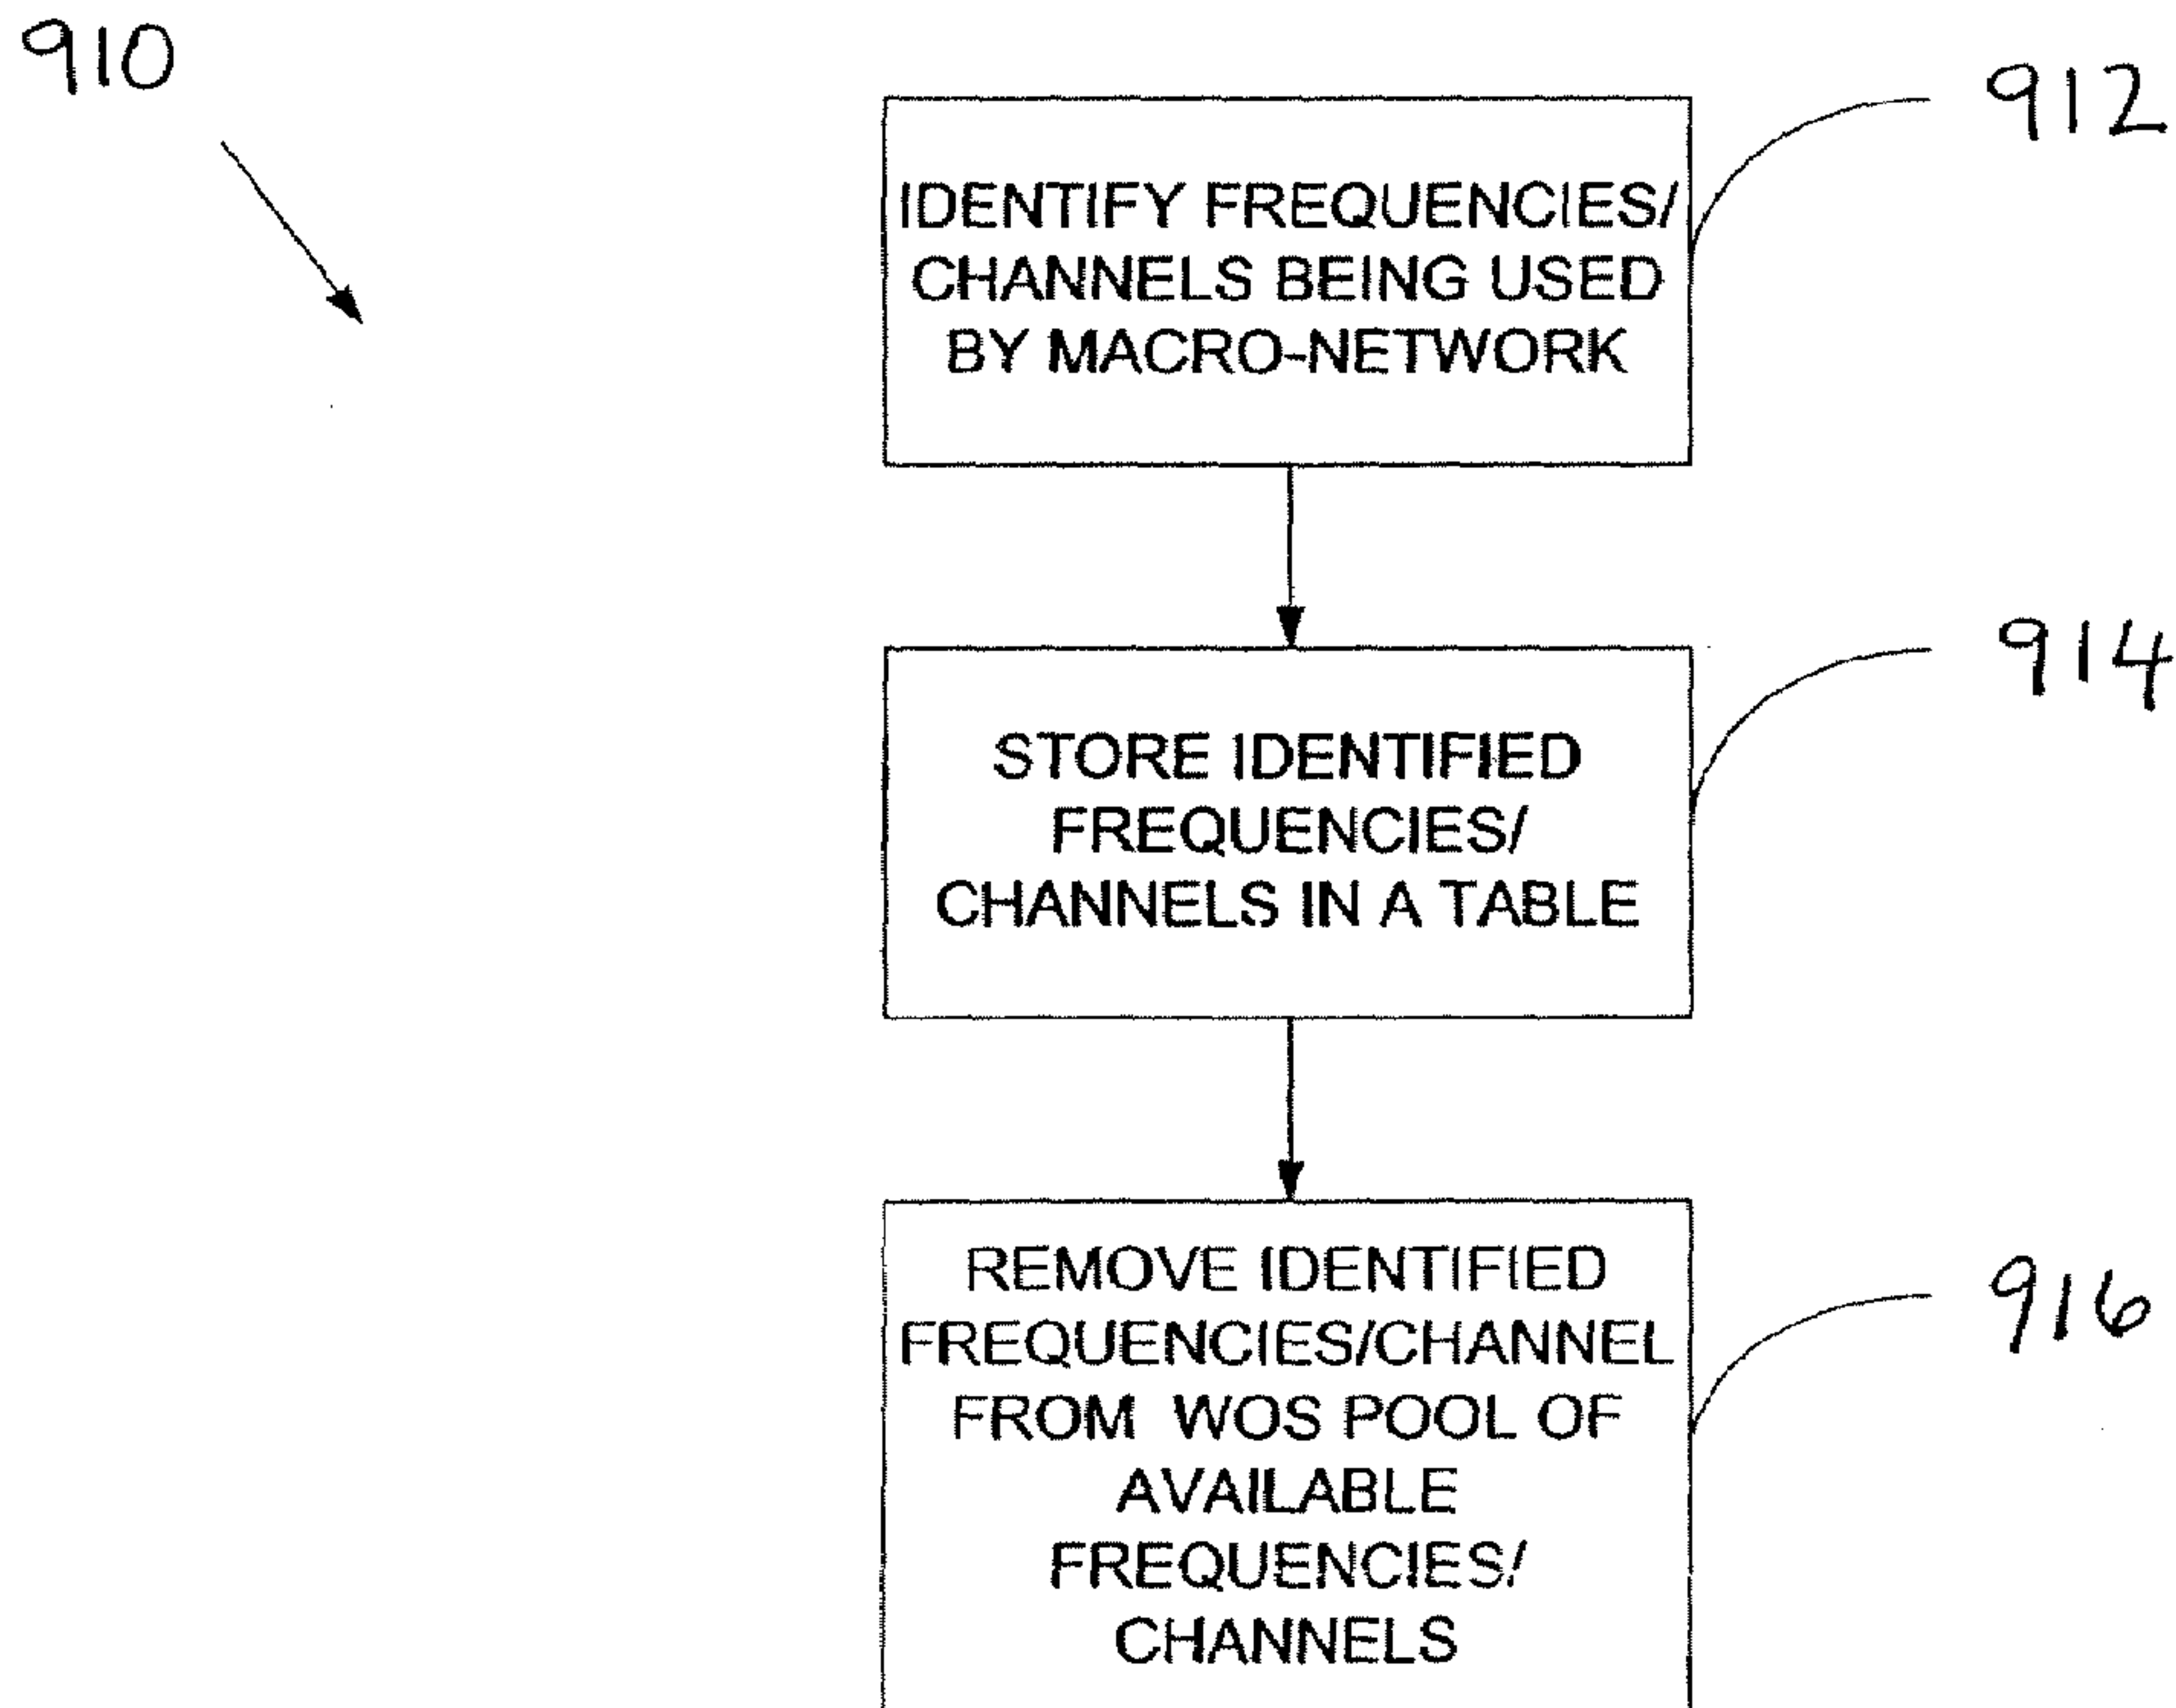 910
912
IDENTIFY FREQUENCIES/
CHANNELS BEING USED
BY MACRO-NETWORK
914
STORE IDENTIFIED
FREQUENCIES/
CHANNELS IN A TABLE
916
REMOVE IDENTIFIED
FREQUENCIES/CHANNEL
FROM WOS POOL OF
AVAILABLE
FREQUENCIES/
CHANNELS